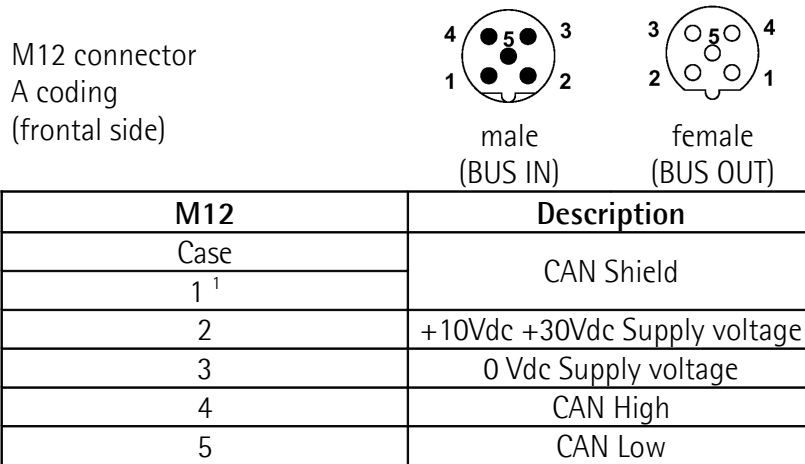 M12 connector
A coding
(frontal side)
4 5 3
1 2
male
(BUS IN)
3 5 4
2 1
female
(BUS OUT)
M12 Description
Case CAN Shield
1 ¹
2 +10Vdc +30Vdc Supply voltage
3 0 Vdc Supply voltage
4 CAN High
5 CAN Low